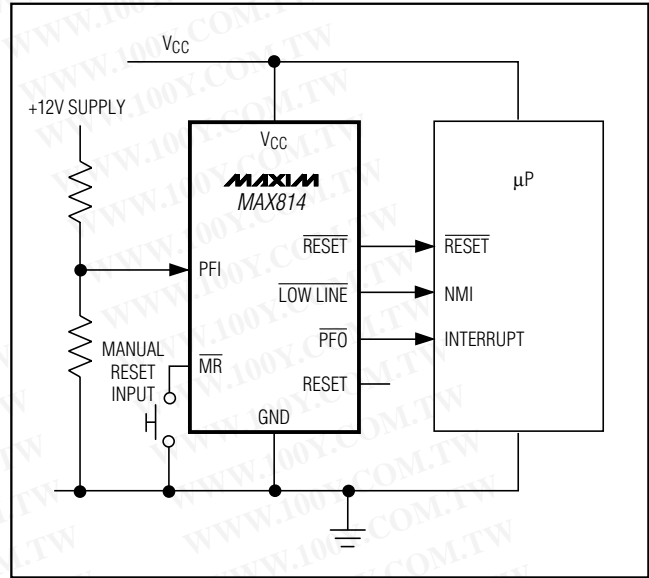 VCC
+12V SUPPLY
VCC
MAXIM
MAX814
µP
RESET
RESET
PFI
LOW LINE
NMI
PFO
INTERRUPT
MANUAL
RESET
INPUT
MR
RESET
GND
WWW.100Y.COM.TW